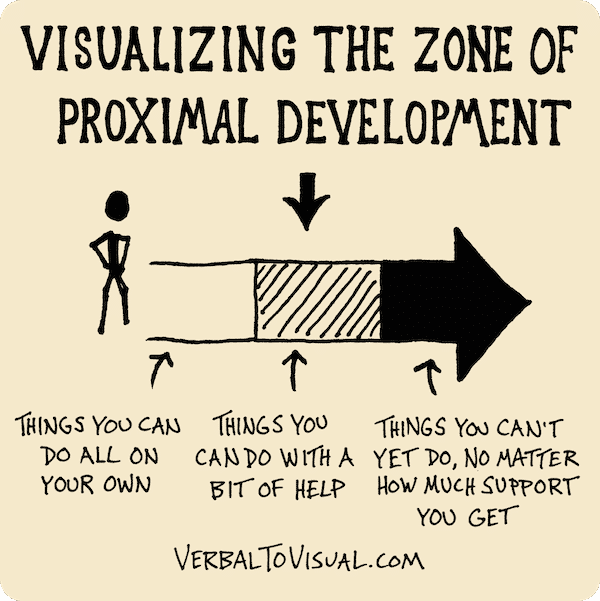 VISUALIZING THE ZONE OF
PROXIMAL DEVELOPMENT
THINGS YOU CAN
DO ALL ON
YOUR OWN
THINGS YOU
CAN DO WITH A
BIT OF HELP
THINGS YOU CAN'T
YET DO, NO MATTER
HOW MUCH SUPPORT
YOU GET
VERBALTOVISUAL.COM